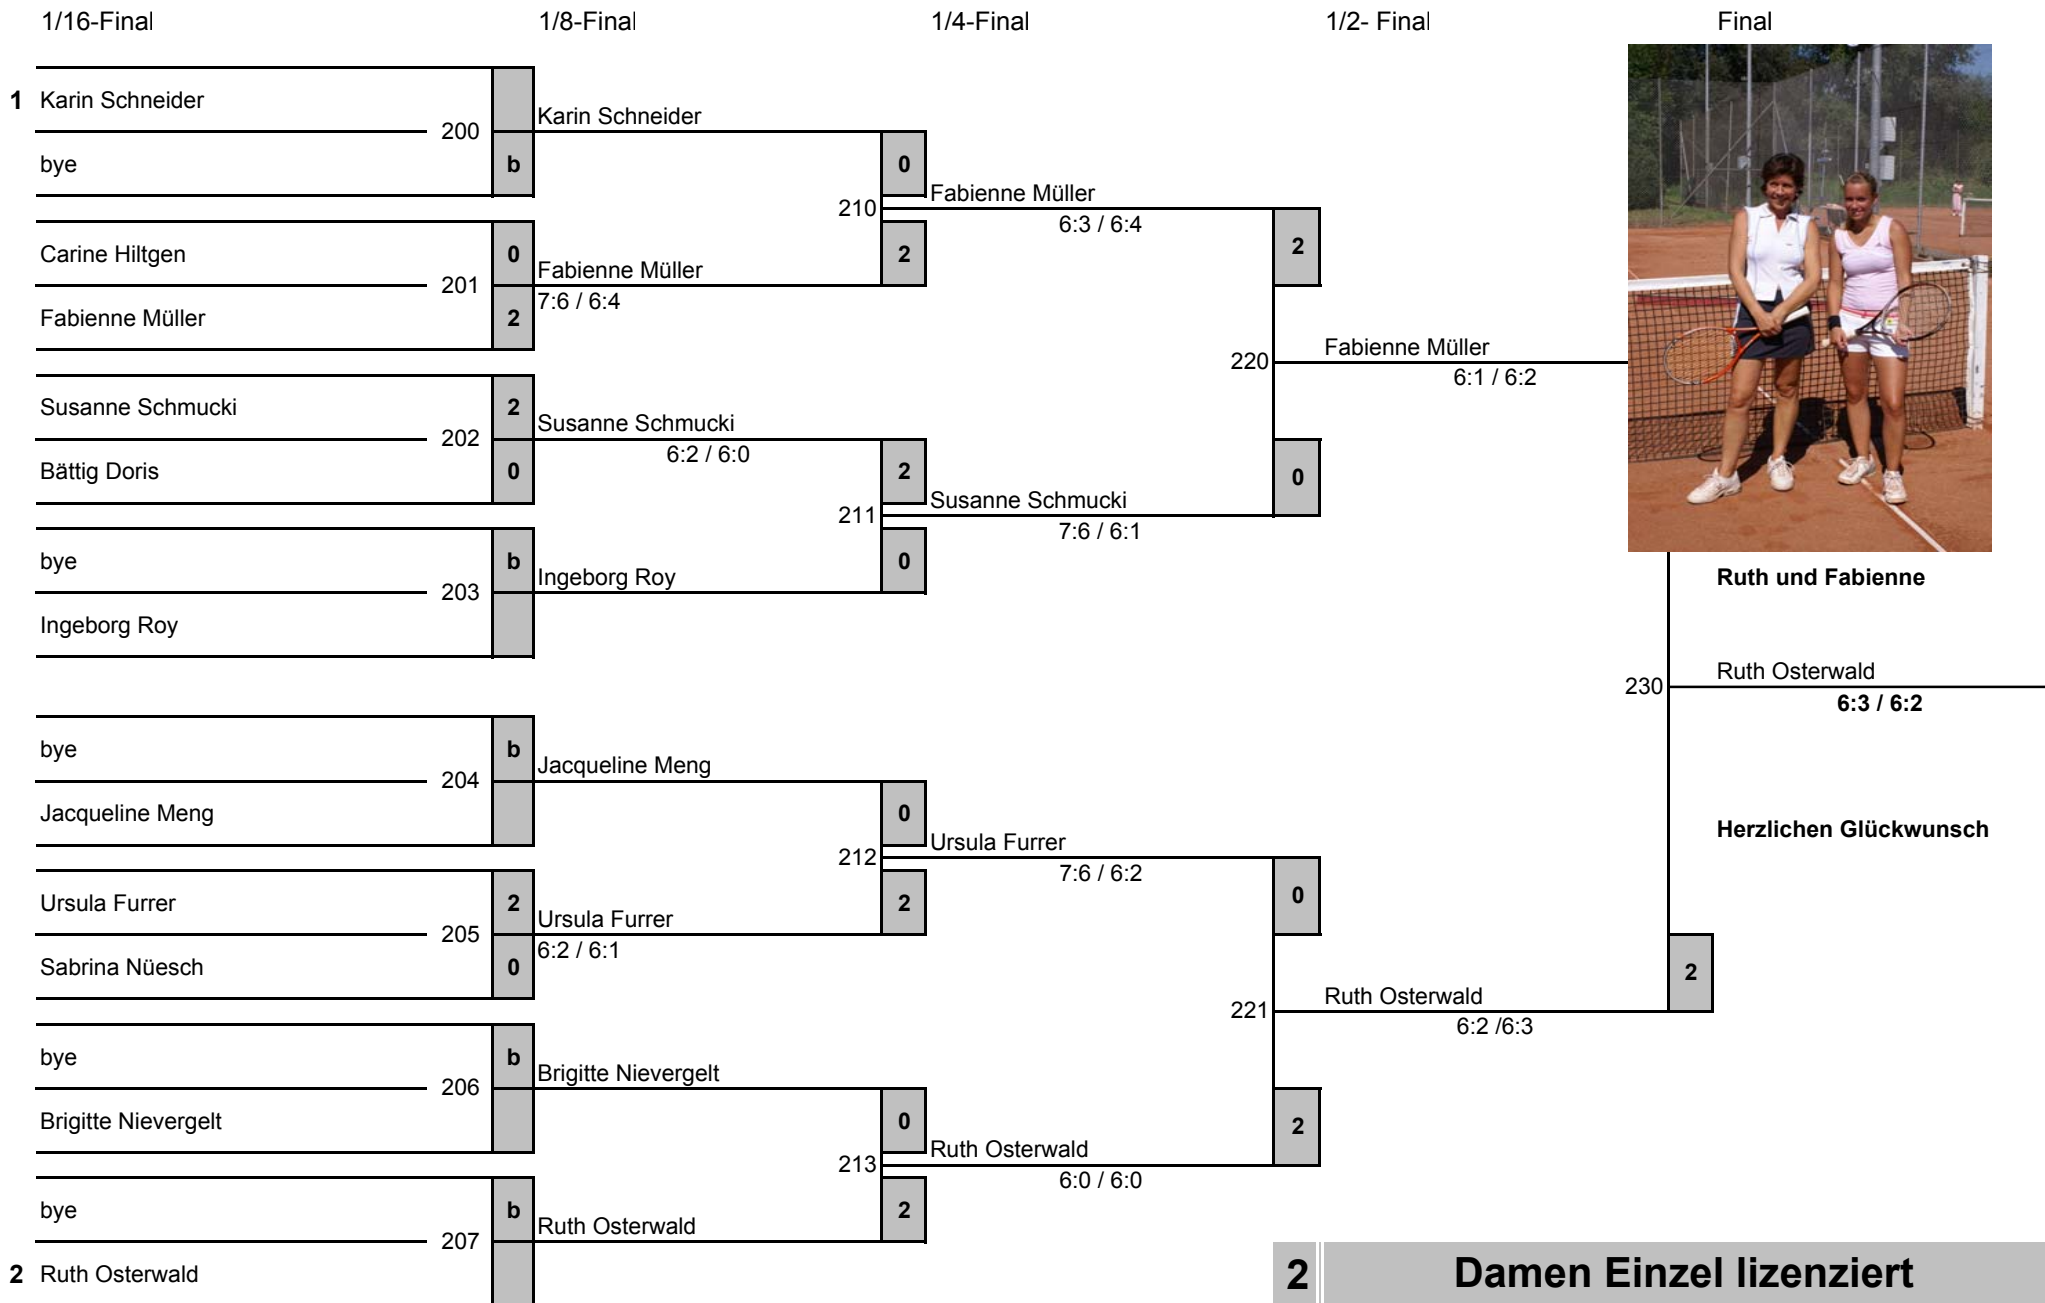 1/16-Final 1/8-Final 1/4-Final 1/2- Final Final
1 Karin Schneider
200
bye
b
Carine Hiltgen
0
201
Fabienne Müller
2
Susanne Schmucki
2
202
Bättig Doris
0
bye
b
203
Ingeborg Roy
bye
b
204
Jacqueline Meng
Ursula Furrer
2
205
Sabrina Nüesch
0
bye
b
206
Brigitte Nievergelt
bye
b
207
2 Ruth Osterwald
Karin Schneider
0
210
Fabienne Müller
7:6 / 6:4
2
Susanne Schmucki
6:2 / 6:0
2
211
Ingeborg Roy
0
Jacqueline Meng
0
212
Ursula Furrer
6:2 / 6:1
2
Brigitte Nievergelt
0
213
Ruth Osterwald
2
Fabienne Müller
6:3 / 6:4
2
220
Susanne Schmucki
7:6 / 6:1
0
Ursula Furrer
7:6 / 6:2
0
221
Ruth Osterwald
6:0 / 6:0
2
Fabienne Müller
6:1 / 6:2
230
Ruth Osterwald
6:2 /6:3
2
Ruth und Fabienne
Ruth Osterwald
6:3 / 6:2
Herzlichen Glückwunsch
2 Damen Einzel lizenziert